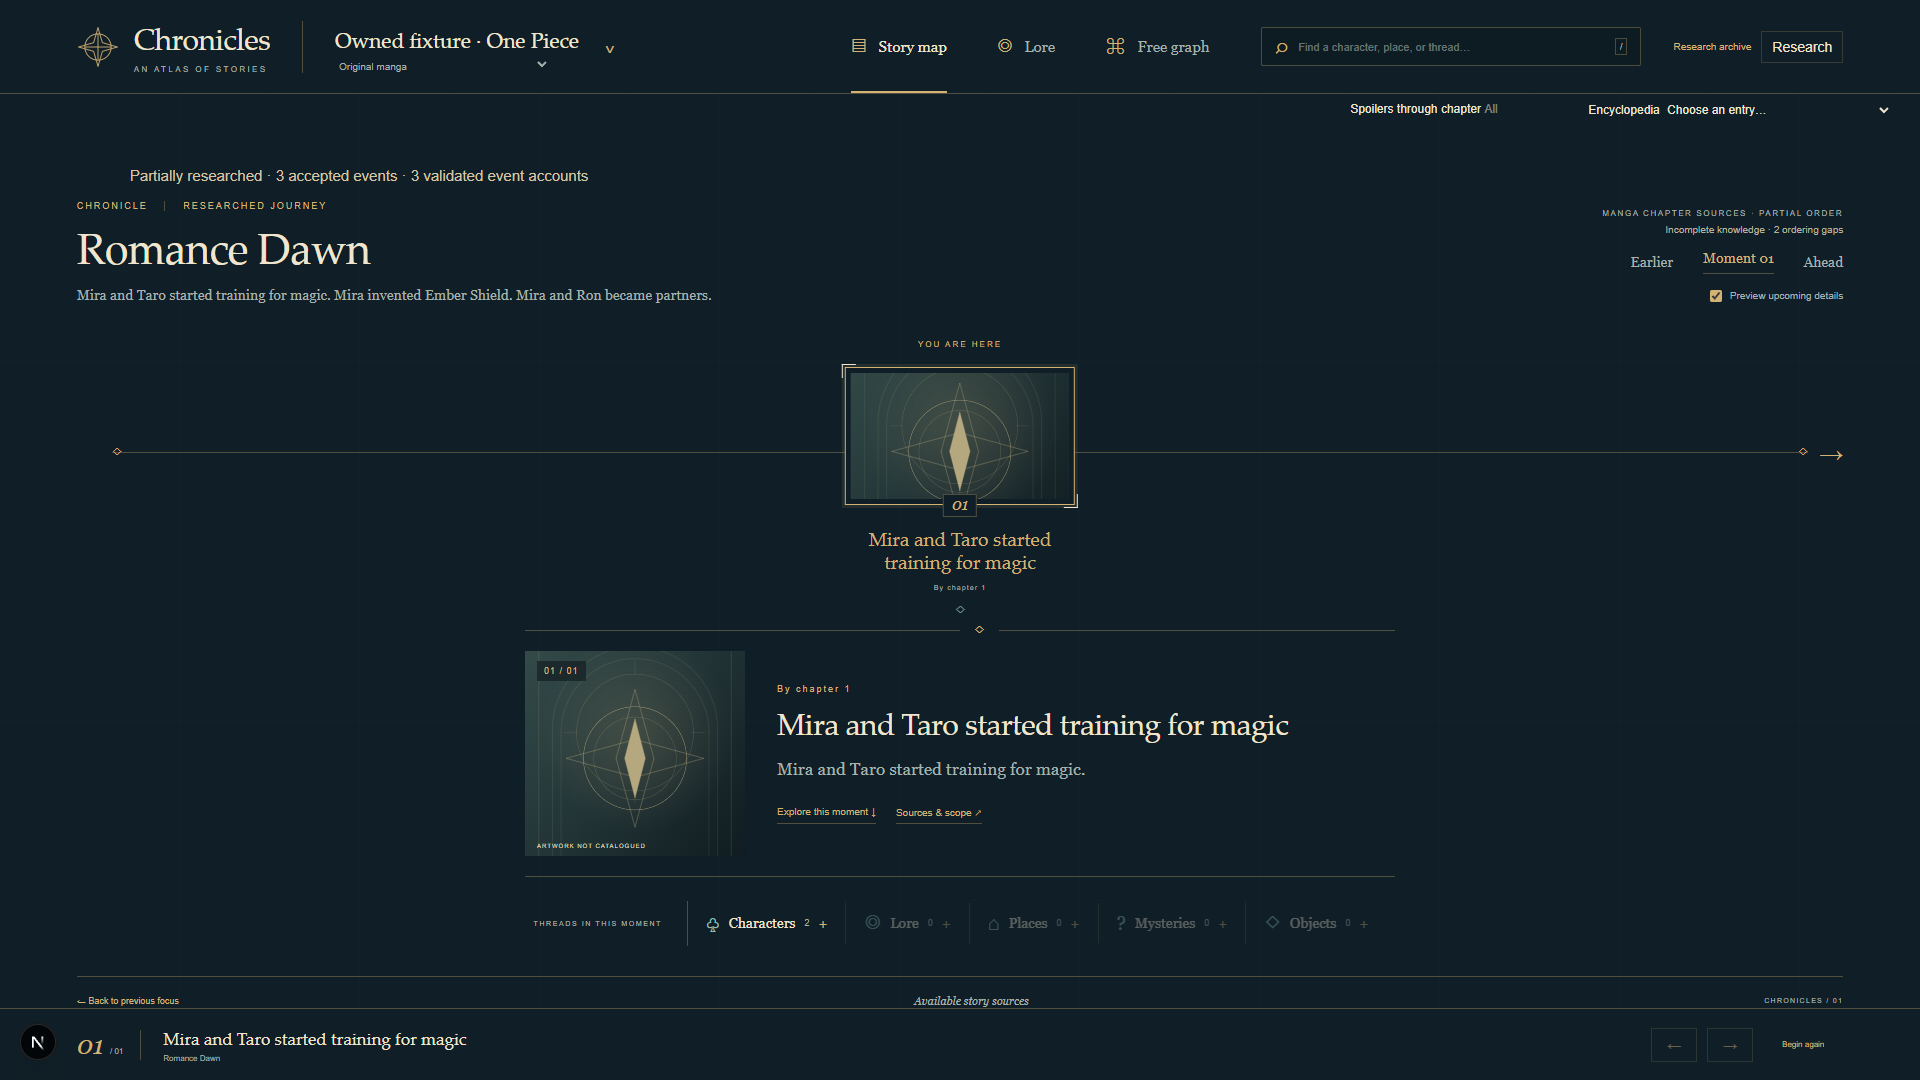 Chronicles
AN ATLAS OF STORIES
Owned fixture · One Piece
Original manga
Story map
Lore
Free graph
Find a character, place, or thread...
/
Research archive
Research
Spoilers through chapter All
Encyclopedia Choose an entry...
Partially researched · 3 accepted events · 3 validated event accounts
CHRONICLE
RESEARCHED JOURNEY
Romance Dawn
Mira and Taro started training for magic. Mira invented Ember Shield. Mira and Ron became partners.
MANGA CHAPTER SOURCES · PARTIAL ORDER
Incomplete knowledge · 2 ordering gaps
Earlier
Moment 01
Ahead
Preview upcoming details
YOU ARE HERE
01
Mira and Taro started
training for magic
By chapter 1
01 / 01
ARTWORK NOT CATALOGUED
By chapter 1
Mira and Taro started training for magic
Mira and Taro started training for magic.
Explore this moment ↓
Sources & scope ↗
THREADS IN THIS MOMENT
Characters 2 +
Lore 0 +
Places 0 +
? Mysteries 0 +
Objects 0 +
← Back to previous focus
Available story sources
CHRONICLES / 01
N
01 / 01
Mira and Taro started training for magic
Romance Dawn
← →
Begin again